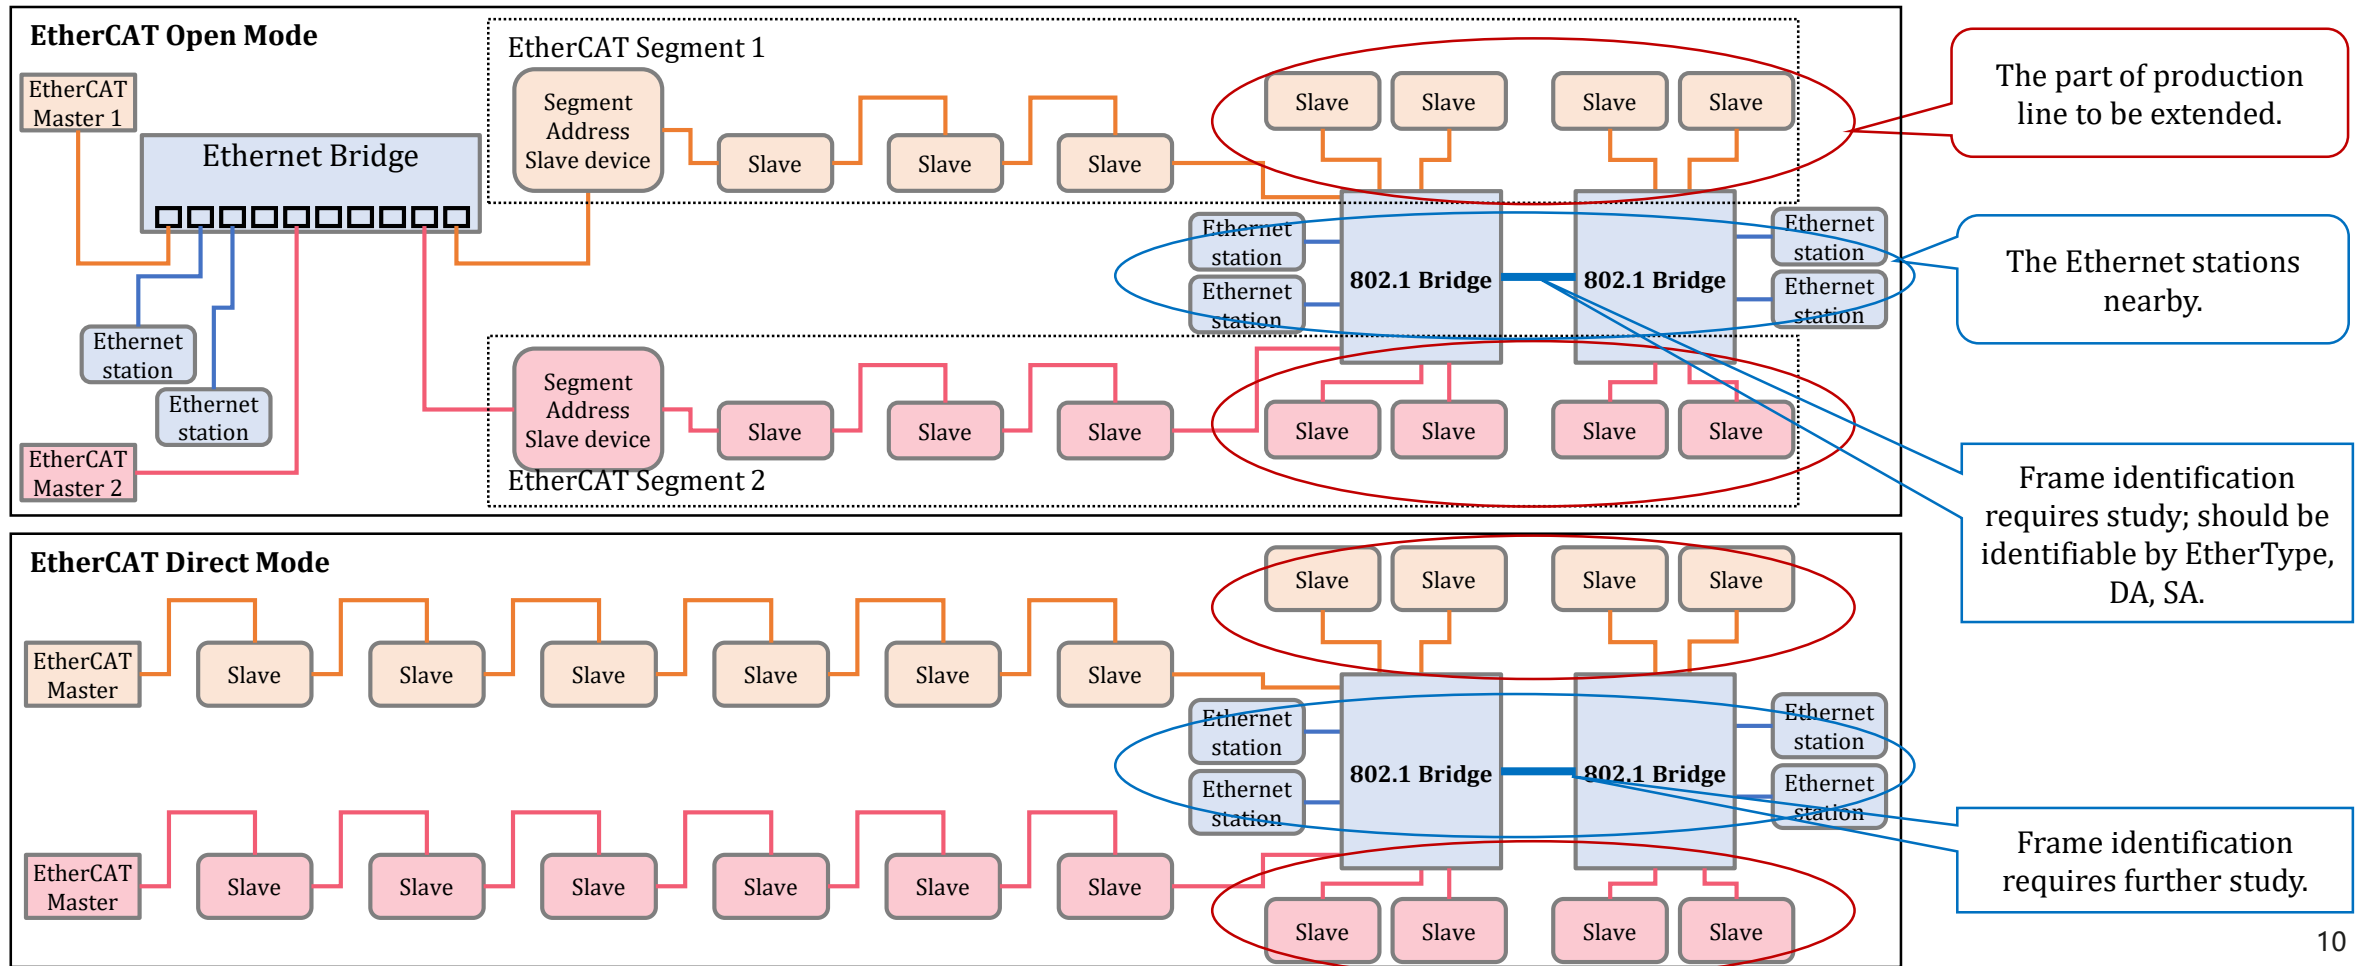 EtherCAT Open Mode
EtherCAT
Master 1
Ethernet Bridge
Ethernet
station
Ethernet
station
EtherCAT
Master 2
EtherCAT Segment 1
Segment
Address
Slave device
Slave
Slave
Slave
Slave
Slave
Slave
Slave
Ethernet
station
Ethernet
station
802.1 Bridge
802.1 Bridge
Ethernet
station
Ethernet
station
Segment
Address
Slave device
EtherCAT Segment 2
Slave
Slave
Slave
Slave
Slave
Slave
Slave
The part of production
line to be extended.
The Ethernet stations
nearby.
Frame identification
requires study; should be
identifiable by EtherType,
DA, SA.
EtherCAT Direct Mode
EtherCAT
Master
Slave
Slave
Slave
Slave
Slave
Slave
Slave
Slave
Slave
Slave
Ethernet
station
Ethernet
station
802.1 Bridge
802.1 Bridge
Ethernet
station
Ethernet
station
EtherCAT
Master
Slave
Slave
Slave
Slave
Slave
Slave
Slave
Slave
Slave
Slave
Frame identification
requires further study.
10